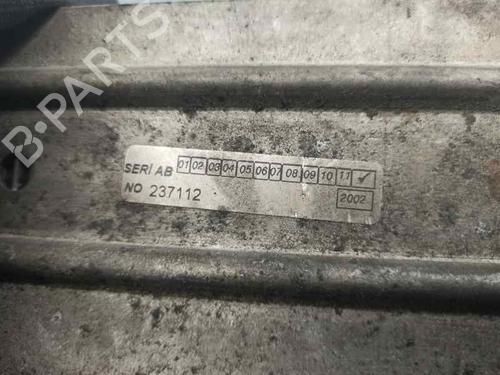 B-PARTS
SERI AB 01 02 03 04 05 06 07 08 09 10 11 ✓
NO 237112 2002